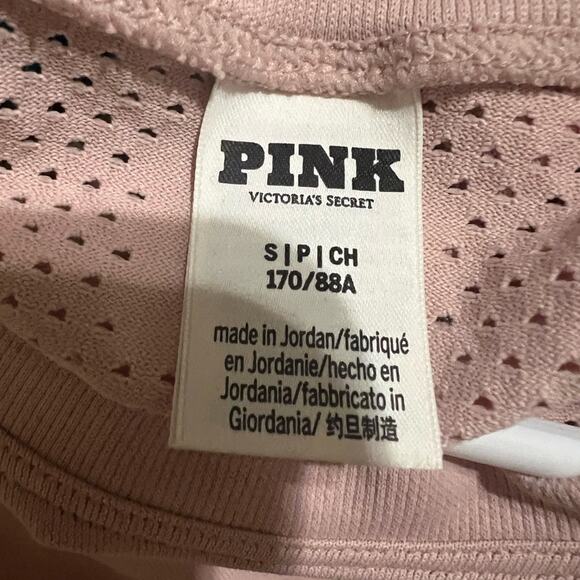 PINK
VICTORIA'S SECRET
S | P | CH
170/88A
made in Jordan/fabriqué
en Jordanie/hecho en
Jordania/fabbricato in
Giordania/ 约旦制造